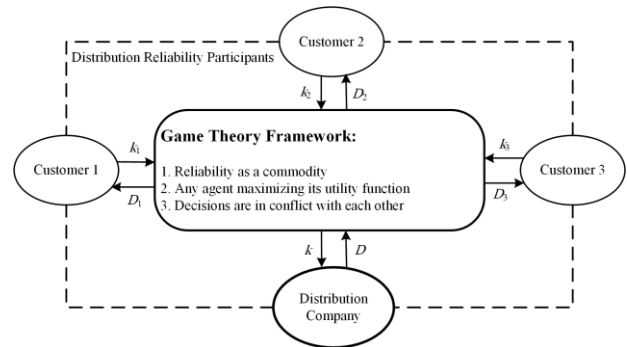 Customer 2
Distribution Reliability Participants
k2
D2
Game Theory Framework:
1. Reliability as a commodity
2. Any agent maximizing its utility function
3. Decisions are in conflict with each other
k1
Customer 1
D1
k3
Customer 3
D3
k
D
Distribution
Company